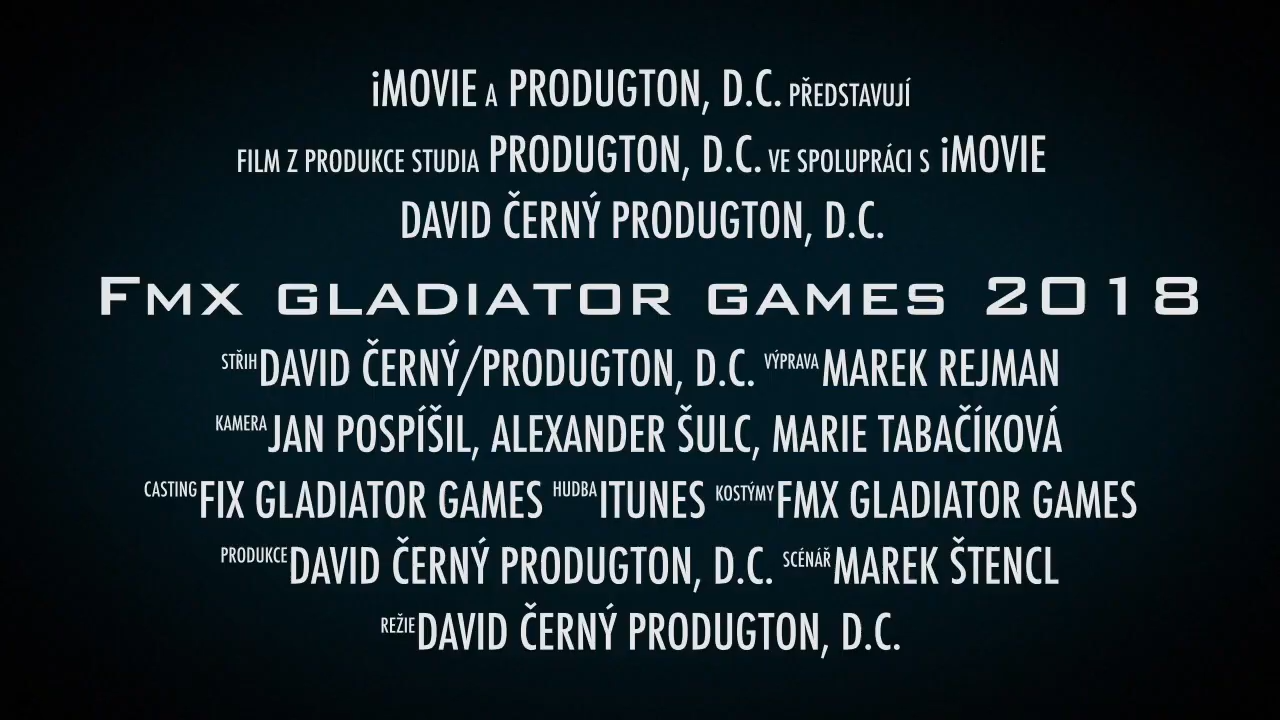 iMOVIE A PRODUGTON, D.C. PŘEDSTAVUJÍ
FILM Z PRODUKCE STUDIA PRODUGTON, D.C. VE SPOLUPRÁCI S iMOVIE
DAVID ČERNÝ PRODUGTON, D.C.
FMX GLADIATOR GAMES 2018
STŘIH DAVID ČERNÝ/PRODUGTON, D.C. VÝPRAVA MAREK REJMAN
KAMERA JAN POSPÍŠIL, ALEXANDER ŠULC, MARIE TABAČÍKOVÁ
CASTING FIX GLADIATOR GAMES HUDBA ITUNES KOSTÝMY FMX GLADIATOR GAMES
PRODUKCE DAVID ČERNÝ PRODUGTON, D.C. SCÉNÁŘ MAREK ŠTENCL
REŽIE DAVID ČERNÝ PRODUGTON, D.C.